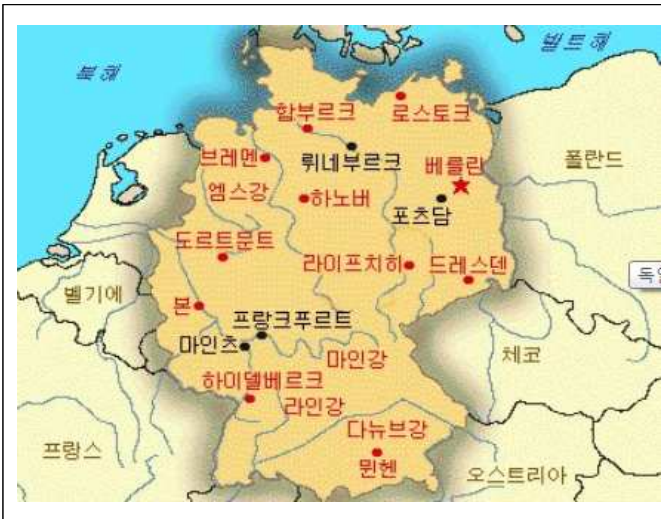 북해
발트해
함부르크
로스토크
뤼네부르크
브레멘
베를린
폴란드
엠스강
하노버
포츠담
도르트문트
라이프치히
드레스덴
독일
벨기에
본
프랑크푸르트
마인츠
마인강
체코
하이델베르크
라인강
다뉴브강
프랑스
뮌헨
오스트리아